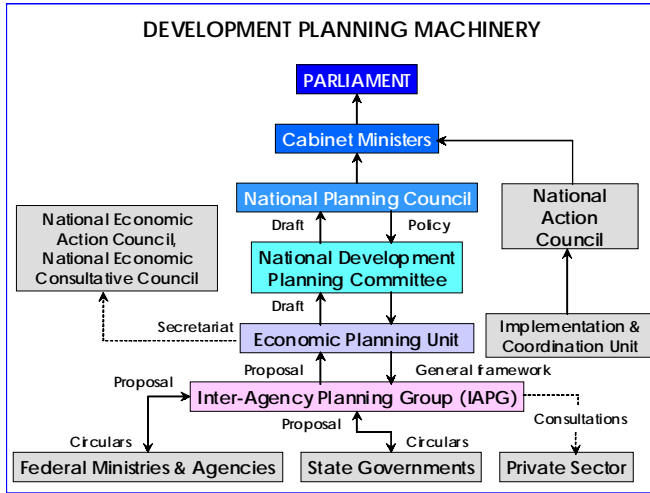 DEVELOPMENT PLANNING MACHINERY
PARLIAMENT
Cabinet Ministers
National Planning Council
National Economic
Action Council,
National Economic
Consultative Council
National
Action
Council
Draft
Policy
National Development
Planning Committee
Draft
Secretariat
Economic Planning Unit
Implementation &
Coordination Unit
Proposal
Proposal
General framework
Inter-Agency Planning Group (IAPG)
Proposal
Consultations
Circulars
Circulars
Federal Ministries & Agencies
State Governments
Private Sector